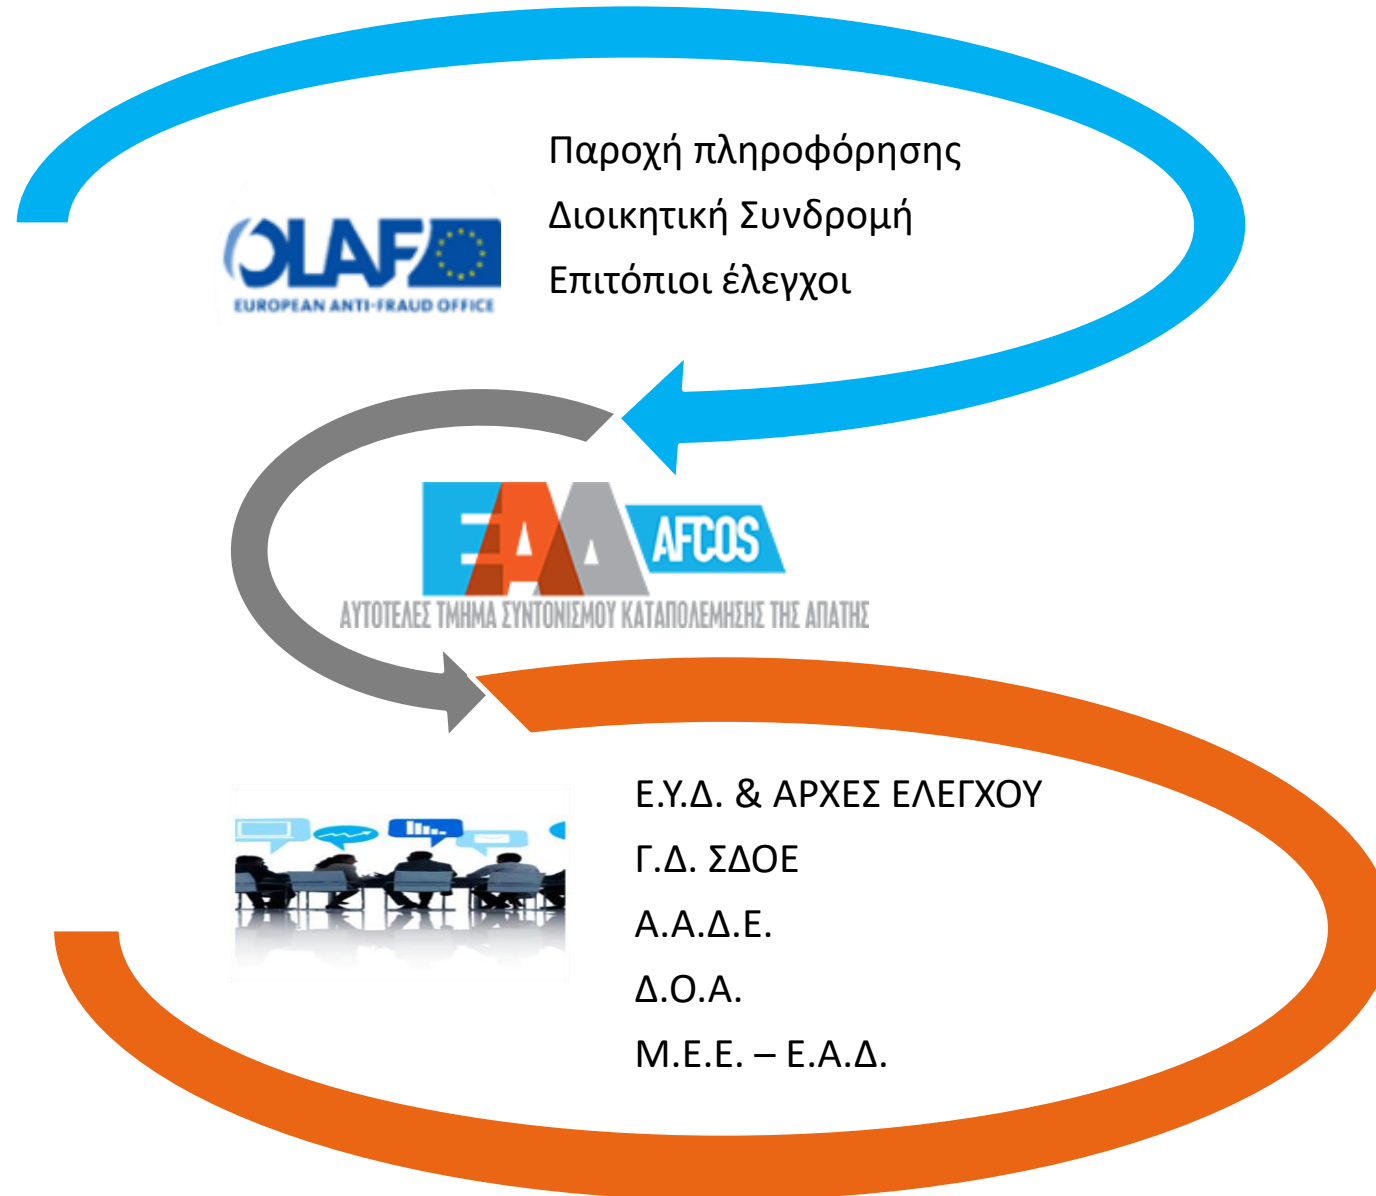 Παροχή πληροφόρησης
Διοικητική Συνδρομή
Επιτόπιοι έλεγχοι
OLAF
EUROPEAN ANTI-FRAUD OFFICE
ΕΑΔ AFCOS
ΑΥΤΟΤΕΛΕΣ ΤΜΗΜΑ ΣΥΝΤΟΝΙΣΜΟΥ ΚΑΤΑΠΟΛΕΜΗΣΗΣ ΤΗΣ ΑΠΑΤΗΣ
Ε.Υ.Δ. & ΑΡΧΕΣ ΕΛΕΓΧΟΥ
Γ.Δ. ΣΔΟΕ
Α.Α.Δ.Ε.
Δ.Ο.Α.
Μ.Ε.Ε. – Ε.Α.Δ.